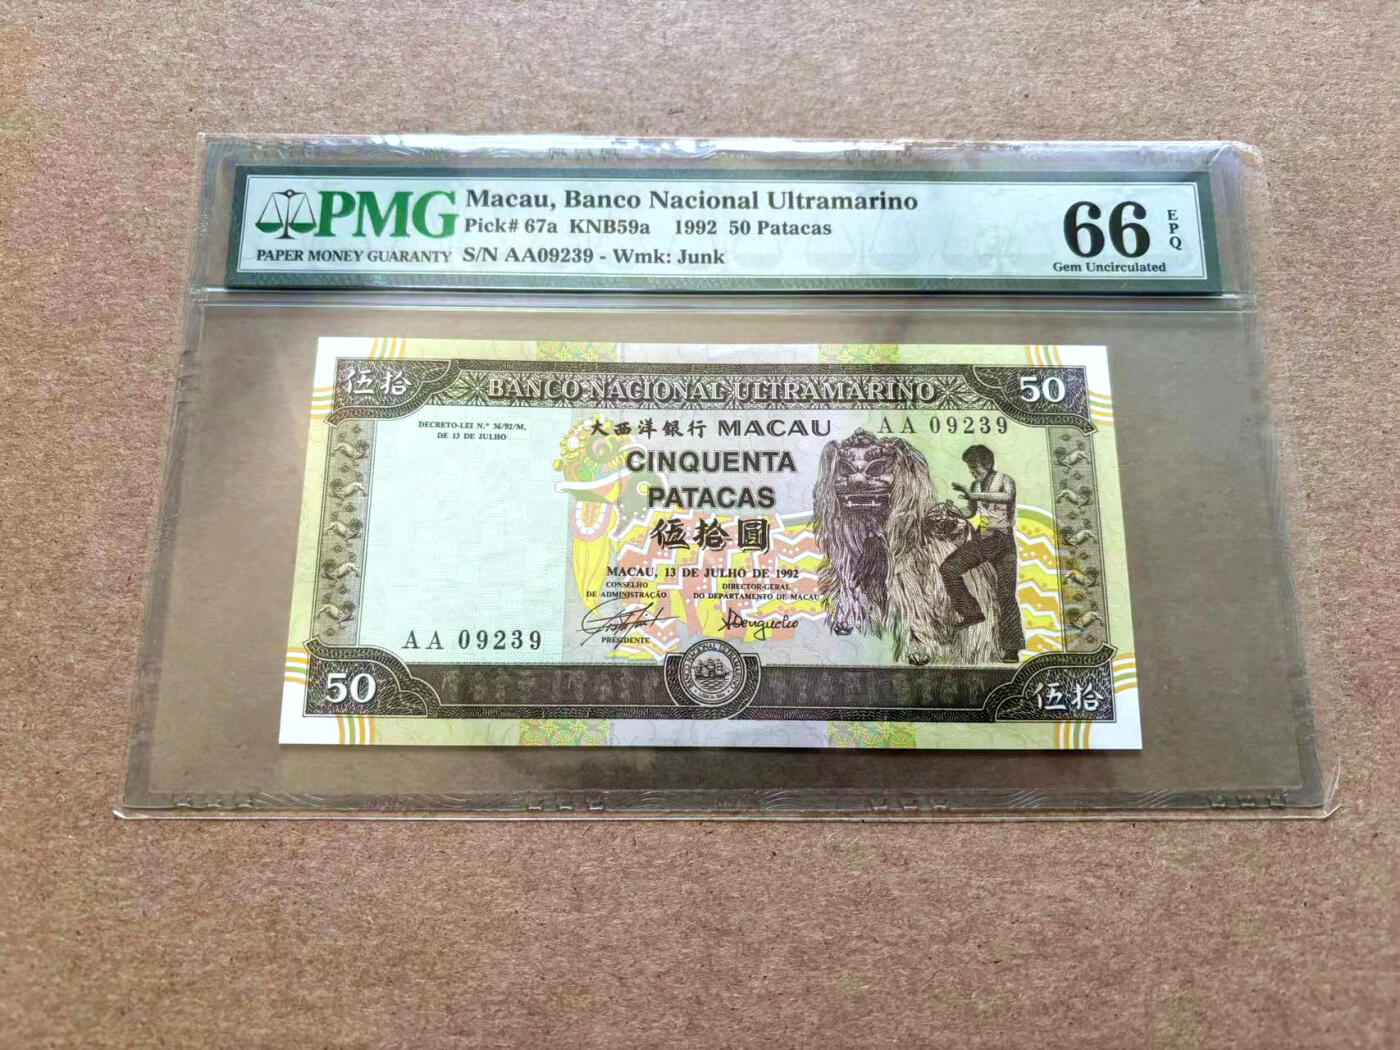 PMG
PAPER MONEY GUARANTY
Macau, Banco Nacional Ultramarino
Pick# 67a KNB59a 1992 50 Patacas
S/N AA09239 - Wmk: Junk
66
EPQ
Gem Uncirculated
伍拾
BANCO NACIONAL ULTRAMARINO
50
DECRETO-LEI N.º 36/92/M,
DE 13 DE JULHO
大西洋銀行 MACAU
AA 09239
CINQUENTA
PATACAS
伍拾圓
MACAU, 13 DE JULHO DE 1992
CONSELHO
DE ADMINISTRAÇÃO
DIRECTOR-GERAL
DO DEPARTAMENTO DE MACAU
PRESIDENTE
AA 09239
50
伍拾